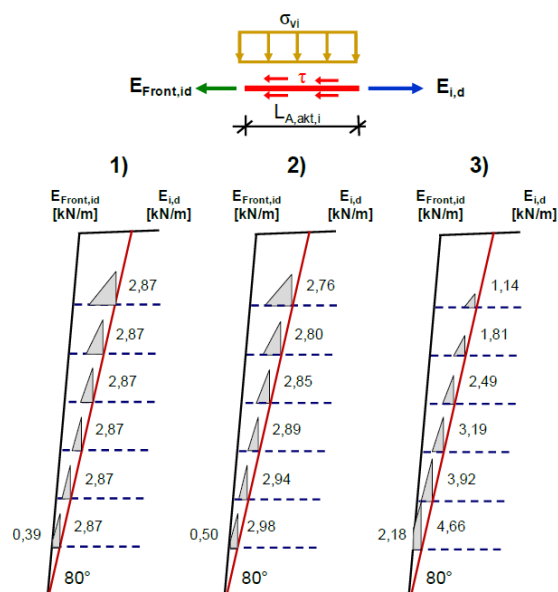 σvi
EFront,id
τ
Ei,d
LA,akt,i
1)
2)
3)
EFront,id Ei,d
[kN/m] [kN/m]
EFront,id Ei,d
[kN/m] [kN/m]
EFront,id Ei,d
[kN/m] [kN/m]
2,87
2,87
2,87
2,87
2,87
0,39 2,87
80°
2,76
2,80
2,85
2,89
2,94
0,50 2,98
80°
1,14
1,81
2,49
3,19
3,92
2,18 4,66
80°